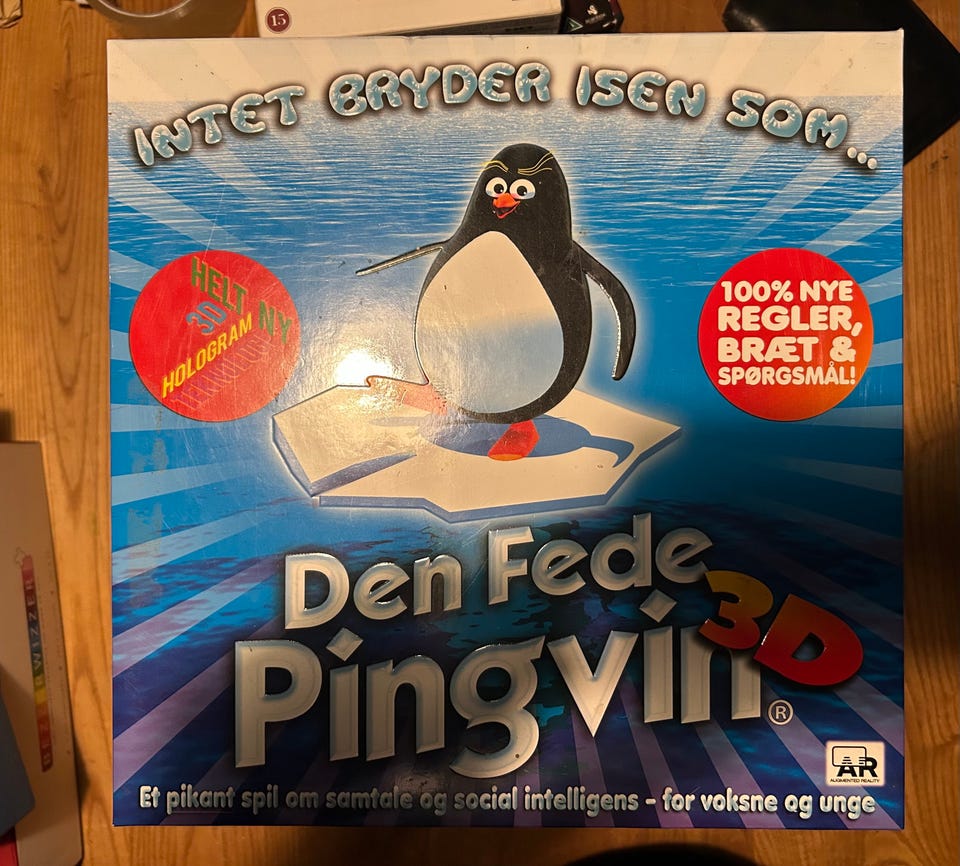 15
INTET BRYDER ISEN SOM...
HELT NY
3D
HOLOGRAM
100% NYE
REGLER,
BRÆT &
SPØRGSMÅL!
Den Fede
Pingvin 3D
®
AR
AUGMENTED REALITY
Et pikant spil om samtale og social intelligens - for voksne og unge